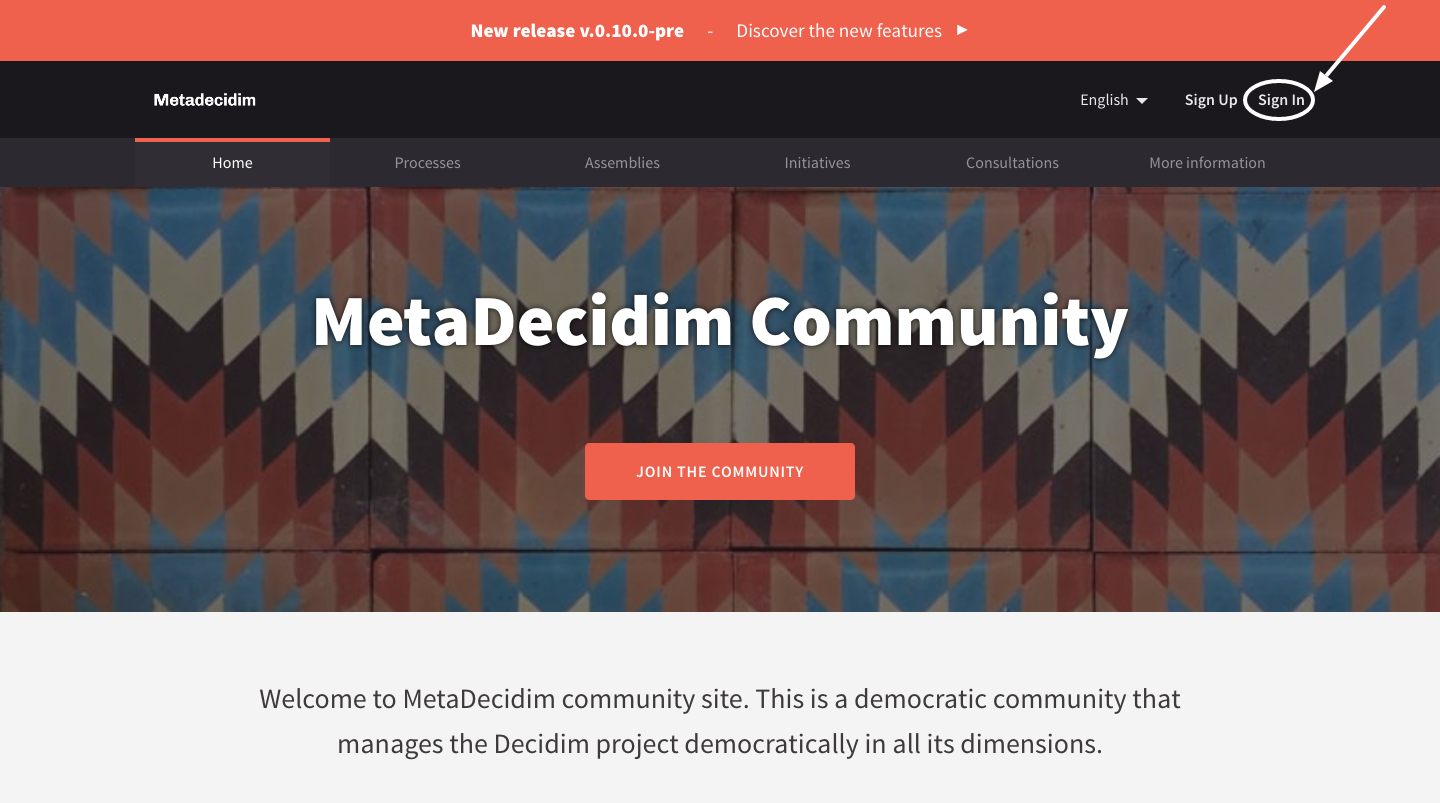 New release v.0.10.0-pre - Discover the new features ►
Metadecidim
English Sign Up Sign In
Home Processes Assemblies Initiatives Consultations More information
MetaDecidim Community
JOIN THE COMMUNITY
Welcome to MetaDecidim community site. This is a democratic community that
manages the Decidim project democratically in all its dimensions.